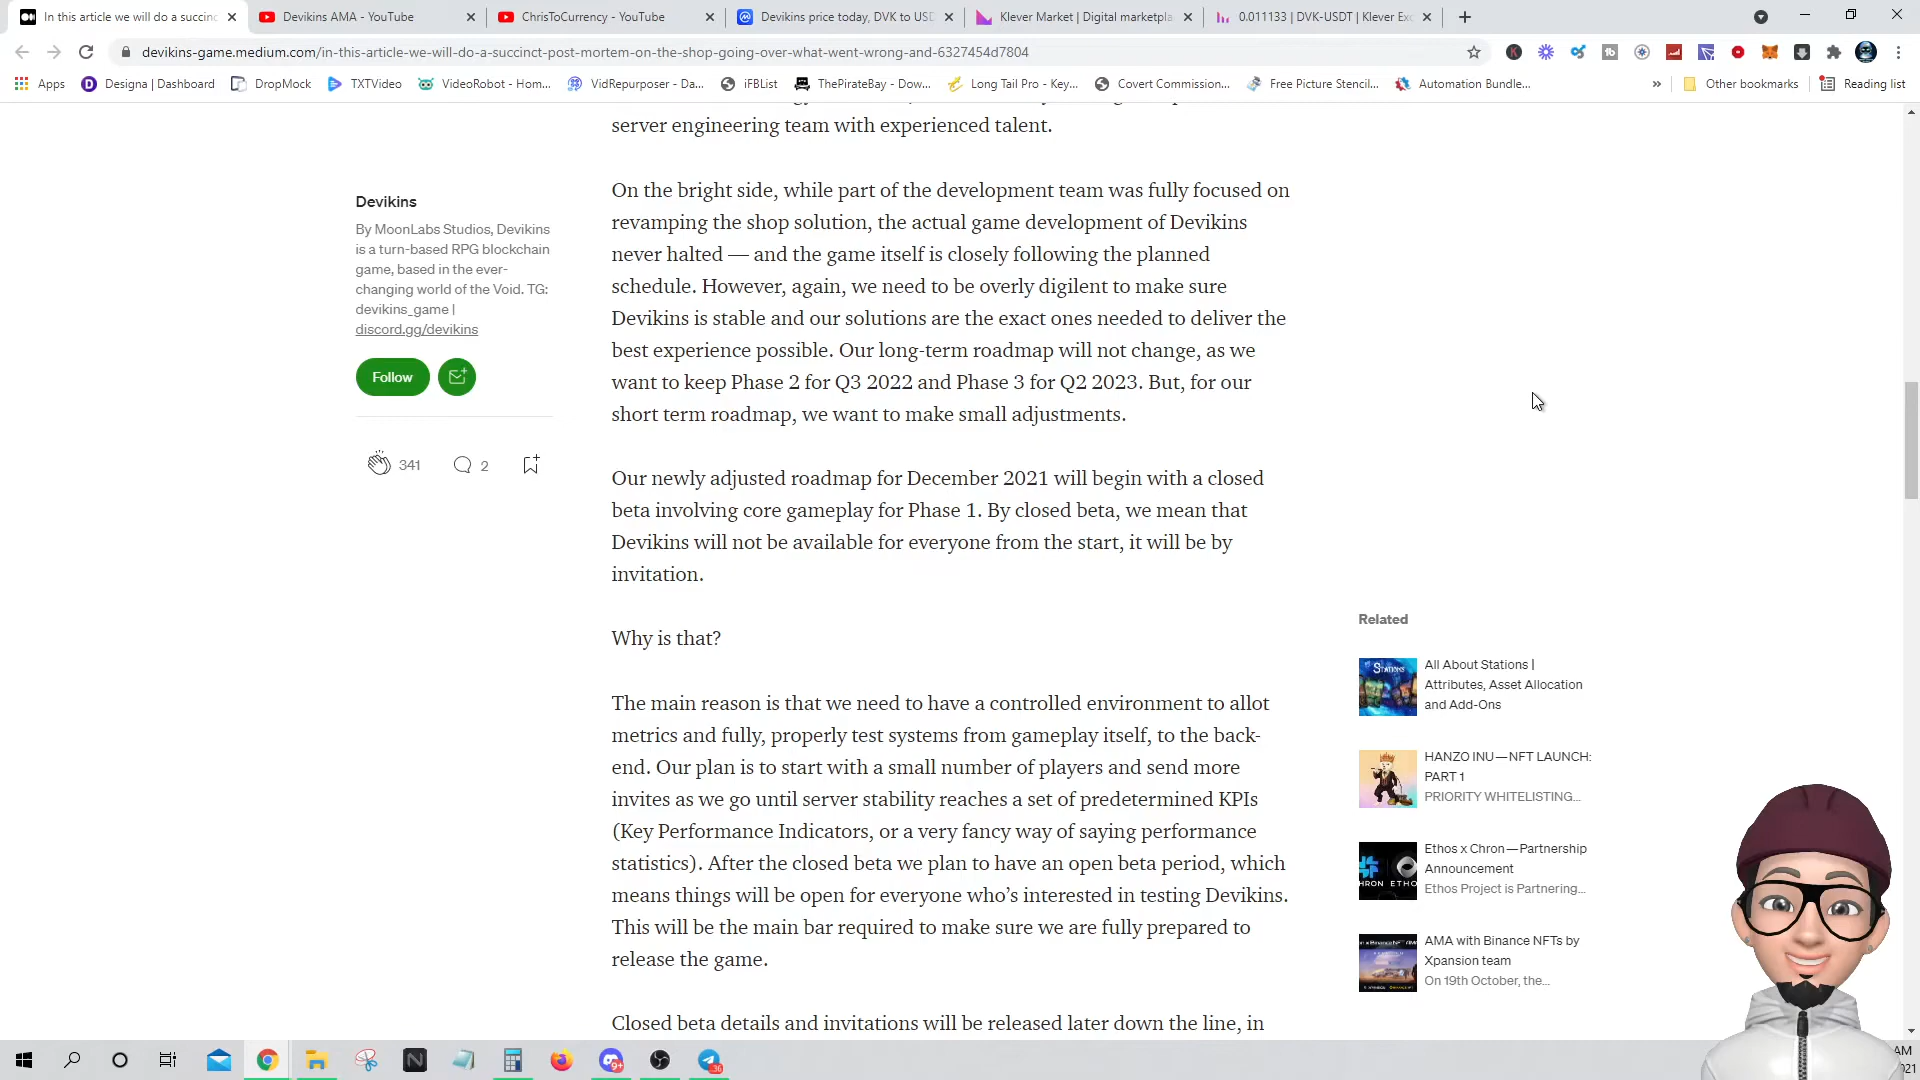 In this article we will do a succinc
Devikins AMA - YouTube
ChrisToCurrency - YouTube
Devikins price today, DVK to USD
Klever Market | Digital marketpla
0.011133 | DVK-USDT | Klever Exc
devikins-game.medium.com/in-this-article-we-will-do-a-succinct-post-mortem-on-the-shop-going-over-what-went-wrong-and-6327454d7804
Apps
Designa | Dashboard
DropMock
TXTVideo
VideoRobot - Hom...
VidRepurposer - Da...
iFBList
ThePirateBay - Dow...
Long Tail Pro - Key...
Covert Commission...
Free Picture Stencil...
Automation Bundle...
»
Other bookmarks
Reading list
server engineering team with experienced talent.
Devikins
By MoonLabs Studios, Devikins
is a turn-based RPG blockchain
game, based in the ever-
changing world of the Void. TG:
devikins_game |
discord.gg/devikins
Follow
341
2
On the bright side, while part of the development team was fully focused on
revamping the shop solution, the actual game development of Devikins
never halted — and the game itself is closely following the planned
schedule. However, again, we need to be overly digilent to make sure
Devikins is stable and our solutions are the exact ones needed to deliver the
best experience possible. Our long-term roadmap will not change, as we
want to keep Phase 2 for Q3 2022 and Phase 3 for Q2 2023. But, for our
short term roadmap, we want to make small adjustments.
Our newly adjusted roadmap for December 2021 will begin with a closed
beta involving core gameplay for Phase 1. By closed beta, we mean that
Devikins will not be available for everyone from the start, it will be by
invitation.
Why is that?
The main reason is that we need to have a controlled environment to allot
metrics and fully, properly test systems from gameplay itself, to the back-
end. Our plan is to start with a small number of players and send more
invites as we go until server stability reaches a set of predetermined KPIs
(Key Performance Indicators, or a very fancy way of saying performance
statistics). After the closed beta we plan to have an open beta period, which
means things will be open for everyone who’s interested in testing Devikins.
This will be the main bar required to make sure we are fully prepared to
release the game.
Closed beta details and invitations will be released later down the line, in
Related
All About Stations |
Attributes, Asset Allocation
and Add-Ons
HANZO INU — NFT LAUNCH:
PART 1
PRIORITY WHITELISTING...
Ethos x Chron — Partnership
Announcement
Ethos Project is Partnering...
AMA with Binance NFTs by
Xpansion team
On 19th October, the...
AM